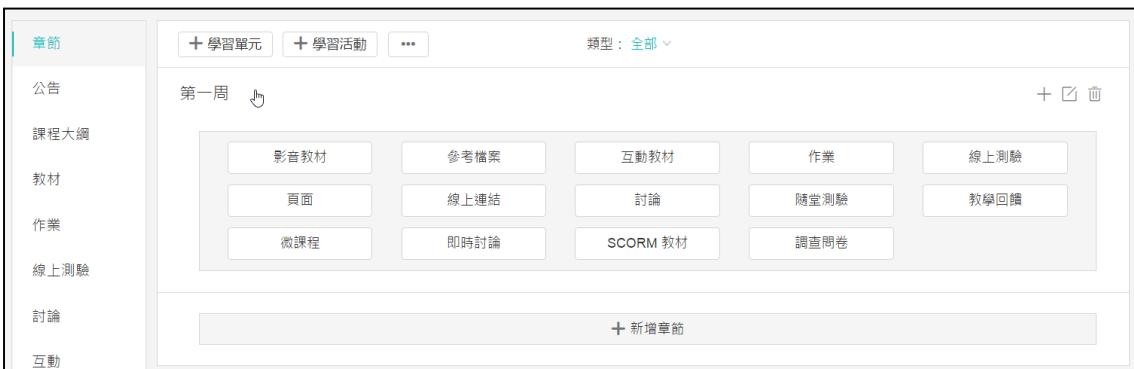 章節
公告
課程大綱
教材
作業
線上測驗
討論
互動
學習單元 學習活動 ••• 類型： 全部
第一周
影音教材 參考檔案 互動教材 作業 線上測驗
頁面 線上連結 討論 隨堂測驗 教學回饋
微課程 即時討論 SCORM 教材 調查問卷
新增章節